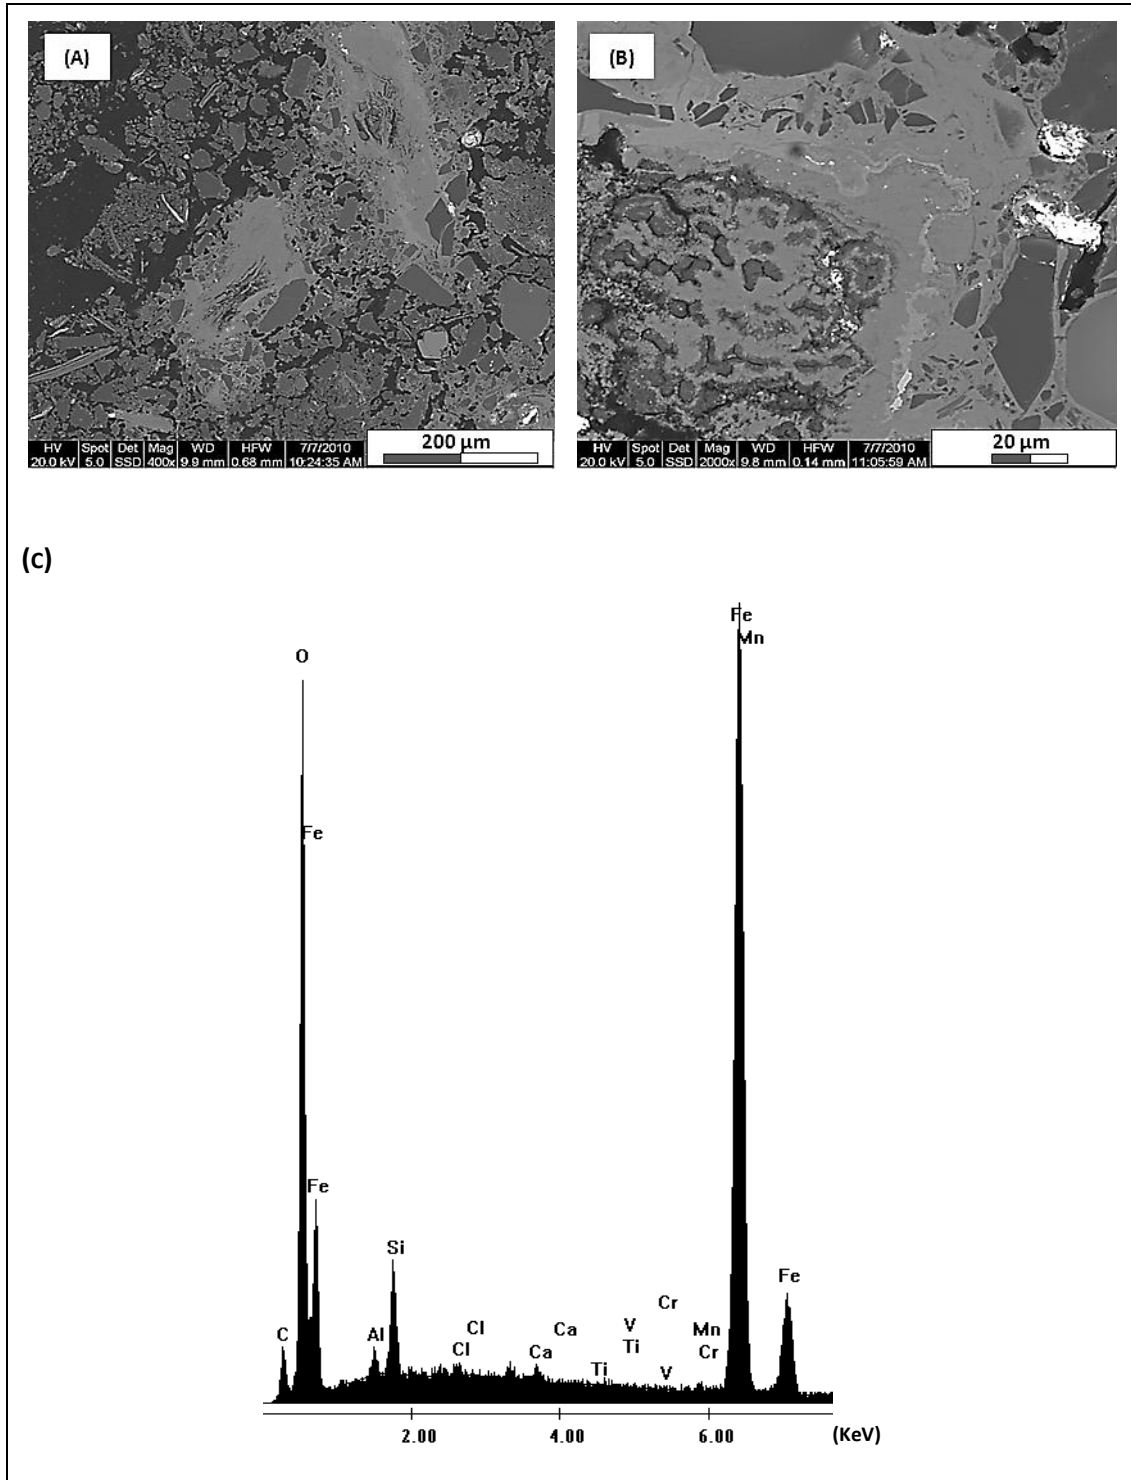 (A)
HV Spot Det Mag WD HFW 7/7/2010 200 µm
20.0 kV 5.0 SSD 400x 9.9 mm 0.68 mm 10:24:35 AM
(B)
HV Spot Det Mag WD HFW 7/7/2010 20 µm
20.0 kV 5.0 SSD 2000x 9.8 mm 0.14 mm 11:05:59 AM
(C)
Fe
Mn
O
Fe
Fe
Si
Fe
Cr
Cl Ca V Mn
C Al Cl Ca Ti Cr
Ti V
2.00 4.00 6.00 (KeV)